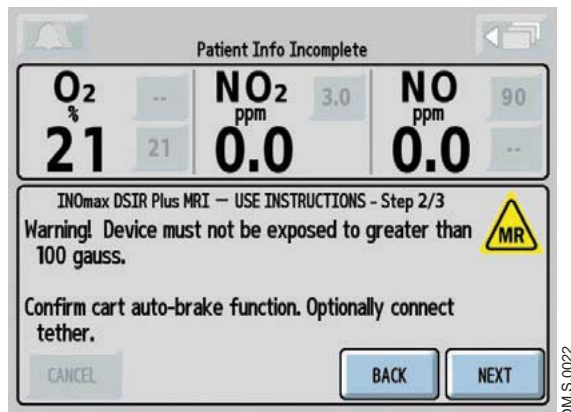 Patient Info Incomplete
O2 % 21 -- 21
NO2 ppm 0.0 3.0
NO ppm 0.0 90 --
INOmax DSIR Plus MRI – USE INSTRUCTIONS - Step 2/3
Warning! Device must not be exposed to greater than
100 gauss.
MR
Confirm cart auto-brake function. Optionally connect
tether.
CANCEL
BACK
NEXT